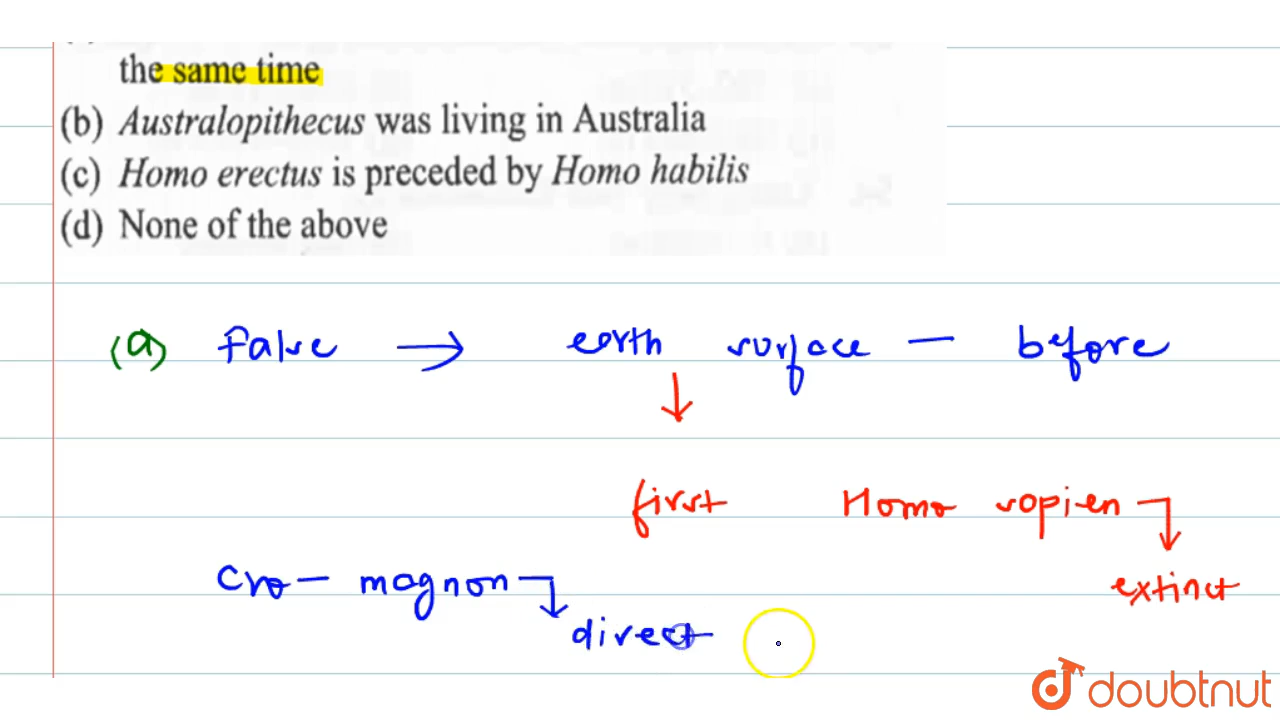 the same time
(b) Australopithecus was living in Australia
(c) Homo erectus is preceded by Homo habilis
(d) None of the above
(a) False → earth surface – before
↓
first Homo sapien
extinct
Cro – magnon
direct
doubtnut